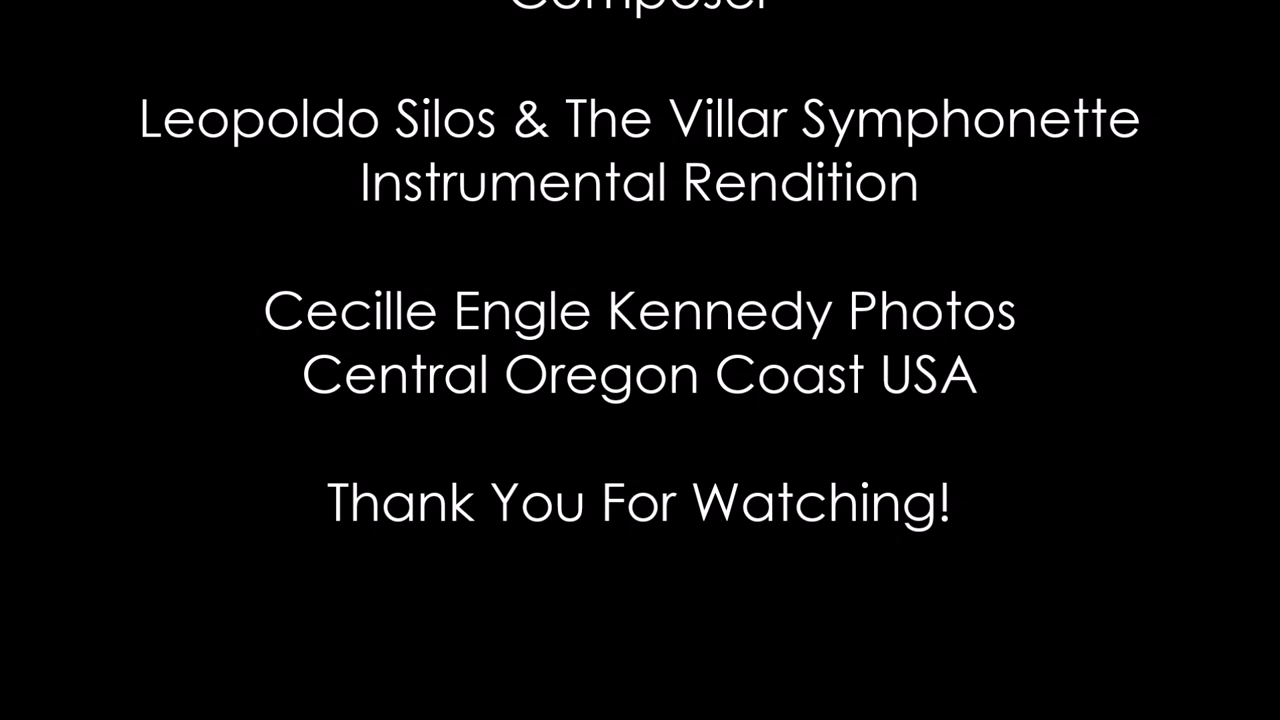 Composer
Leopoldo Silos & The Villar Symphonette
Instrumental Rendition
Cecille Engle Kennedy Photos
Central Oregon Coast USA
Thank You For Watching!